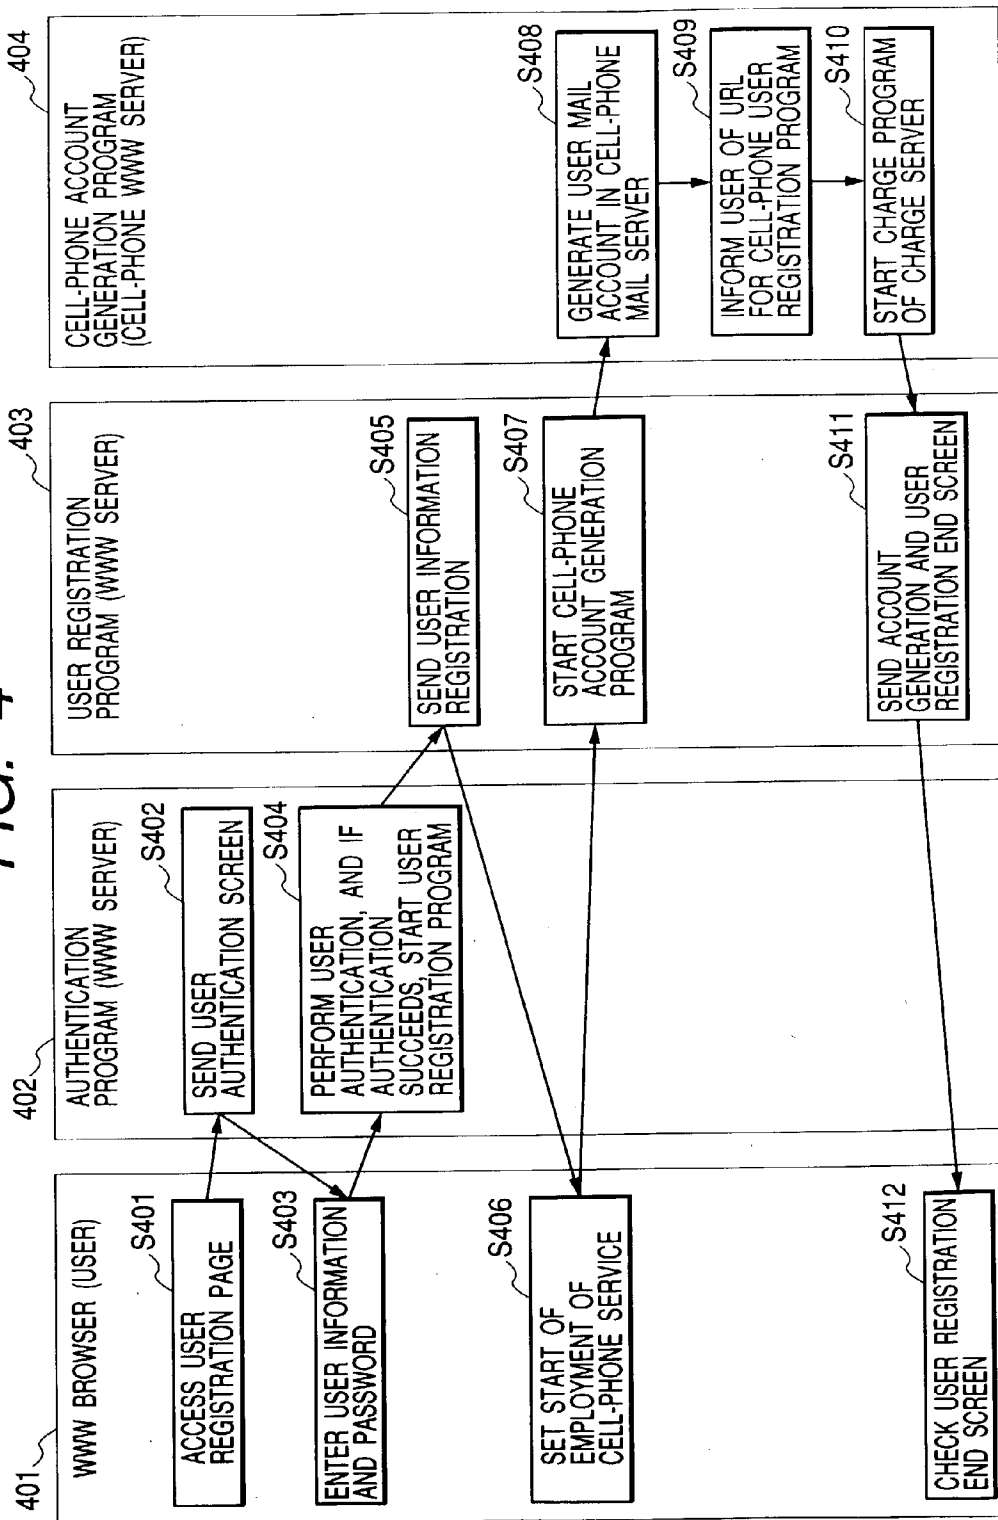 FIG. 4
401
WWW BROWSER (USER)
S401
ACCESS USER
REGISTRATION PAGE
S403
ENTER USER INFORMATION
AND PASSWORD
S406
SET START OF
EMPLOYMENT OF
CELL-PHONE SERVICE
S412
CHECK USER REGISTRATION
END SCREEN
402
AUTHENTICATION
PROGRAM (WWW SERVER)
S402
SEND USER
AUTHENTICATION SCREEN
S404
PERFORM USER
AUTHENTICATION, AND IF
AUTHENTICATION
SUCCEEDS, START USER
REGISTRATION PROGRAM
403
USER REGISTRATION
PROGRAM (WWW SERVER)
S405
SEND USER INFORMATION
REGISTRATION
S407
START CELL-PHONE
ACCOUNT GENERATION
PROGRAM
S411
SEND ACCOUNT
GENERATION AND USER
REGISTRATION END SCREEN
404
CELL-PHONE ACCOUNT
GENERATION PROGRAM
(CELL-PHONE WWW SERVER)
S408
GENERATE USER MAIL
ACCOUNT IN CELL-PHONE
MAIL SERVER
S409
INFORM USER OF URL
FOR CELL-PHONE USER
REGISTRATION PROGRAM
S410
START CHARGE PROGRAM
OF CHARGE SERVER